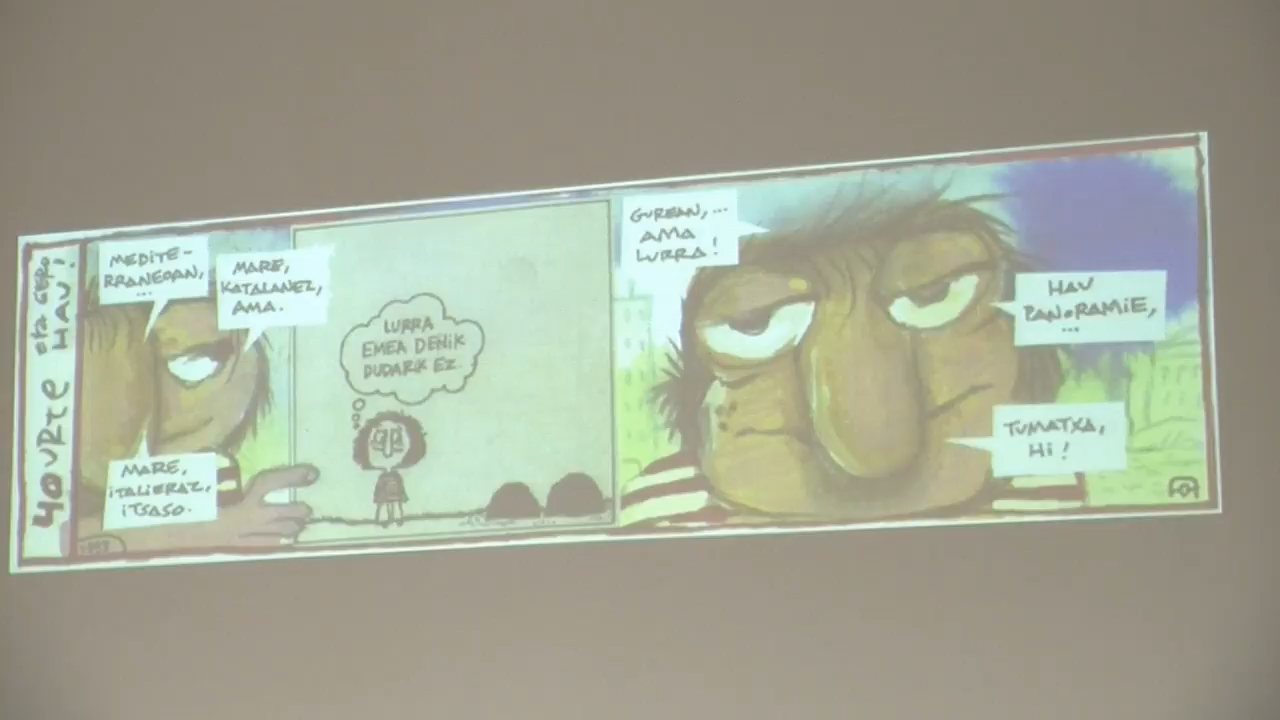 40 URTE
eta GERO
HAU!
MEDITE-
RRANEOAN,
...
MARE,
KATALANEZ,
AMA.
MARE,
ITALIERAZ,
ITSASO.
LURRA
EMEA DENIK
DUDARIK EZ.
GUREAN,...
AMA
LURRA!
HAU
PANORAMIE,
...
TUMATXA,
HI!